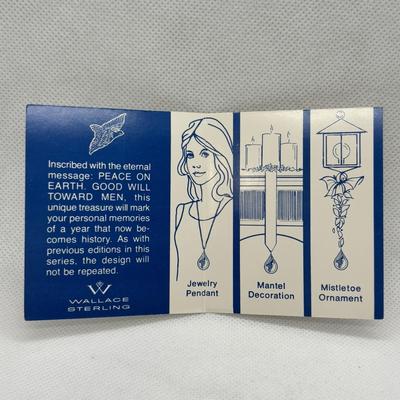 Inscribed with the eternal
message: PEACE ON
EARTH. GOOD WILL
TOWARD MEN, this
unique treasure will mark
your personal memories
of a year that now be-
comes history. As with
previous editions in this
series, the design will
not be repeated.
W
WALLACE
STERLING
Jewelry
Pendant
Mantel
Decoration
Mistletoe
Ornament